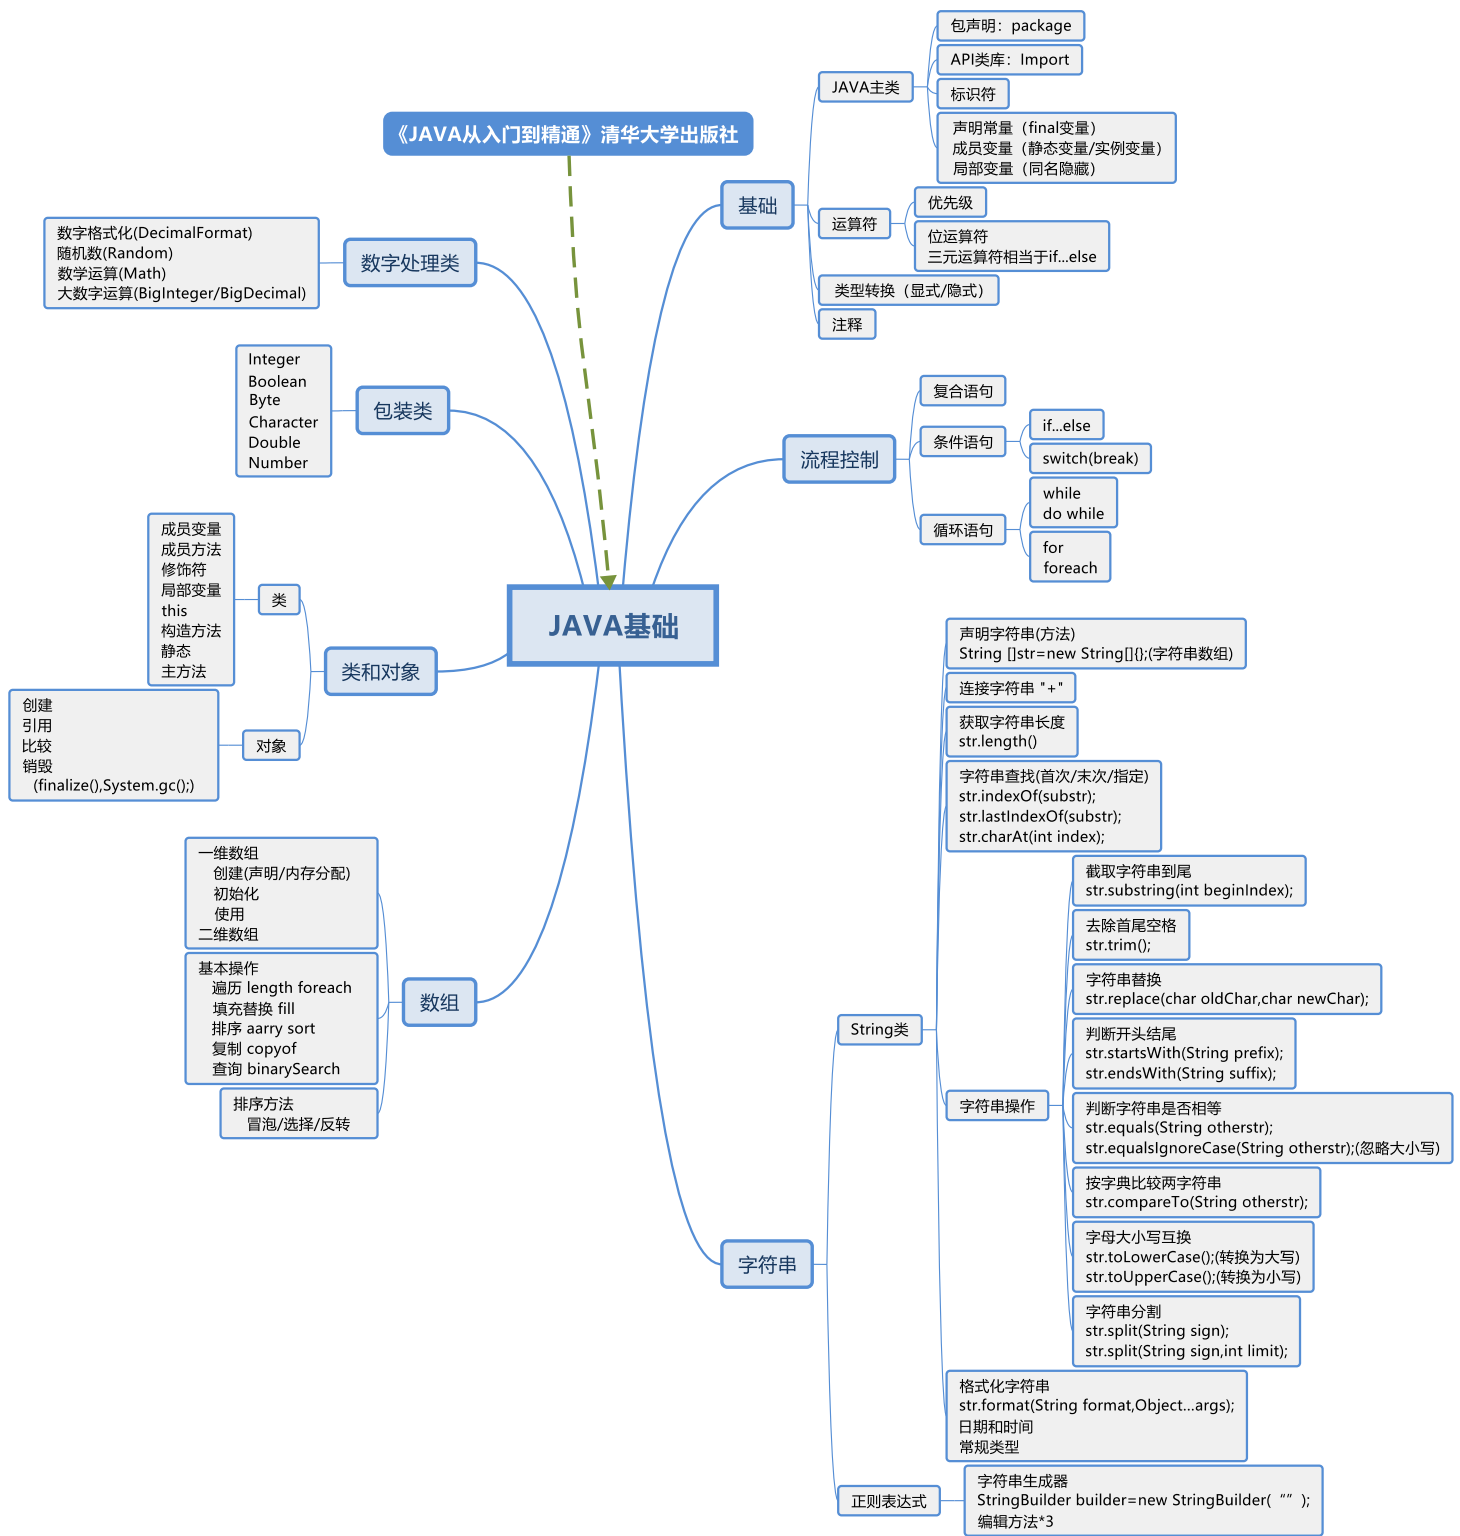 《JAVA从入门到精通》清华大学出版社
JAVA基础
基础
JAVA主类
包声明：package
API类库：Import
标识符
声明常量（final变量）
成员变量（静态变量/实例变量）
局部变量（同名隐藏）
运算符
优先级
位运算符
三元运算符相当于if...else
类型转换（显式/隐式）
注释
流程控制
复合语句
条件语句
if...else
switch(break)
循环语句
while
do while
for
foreach
字符串
String类
声明字符串(方法)
String []str=new String[]{};(字符串数组)
连接字符串 "+"
获取字符串长度
str.length()
字符串查找(首次/末次/指定)
str.indexOf(substr);
str.lastIndexOf(substr);
str.charAt(int index);
字符串操作
截取字符串到尾
str.substring(int beginIndex);
去除首尾空格
str.trim();
字符串替换
str.replace(char oldChar,char newChar);
判断开头结尾
str.startsWith(String prefix);
str.endsWith(String suffix);
判断字符串是否相等
str.equals(String otherstr);
str.equalsIgnoreCase(String otherstr);(忽略大小写)
按字典比较两字符串
str.compareTo(String otherstr);
字母大小写互换
str.toLowerCase();(转换为大写)
str.toUpperCase();(转换为小写)
字符串分割
str.split(String sign);
str.split(String sign,int limit);
格式化字符串
str.format(String format,Object...args);
日期和时间
常规类型
正则表达式
字符串生成器
StringBuilder builder=new StringBuilder(“”);
编辑方法*3
数字处理类
数字格式化(DecimalFormat)
随机数(Random)
数学运算(Math)
大数字运算(BigInteger/BigDecimal)
包装类
Integer
Boolean
Byte
Character
Double
Number
类和对象
类
成员变量
成员方法
修饰符
局部变量
this
构造方法
静态
主方法
对象
创建
引用
比较
销毁
(finalize(),System.gc();)
数组
一维数组
创建(声明/内存分配)
初始化
使用
二维数组
基本操作
遍历 length foreach
填充替换 fill
排序 aarry sort
复制 copyof
查询 binarySearch
排序方法
冒泡/选择/反转